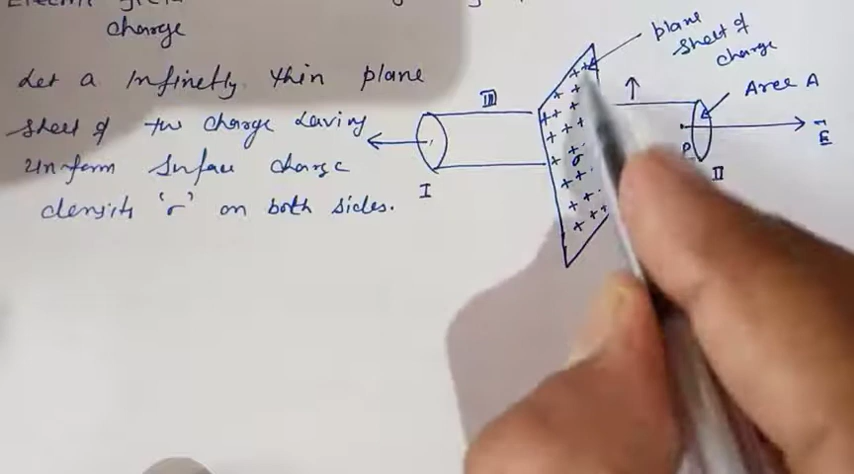 charge
Let a Infinetly thin plane
sheet of +ve charge having
Uniform surface charge
density 'σ' on both sides.
plane
sheet of
charge
Area A
III
I
II
P
E
σ